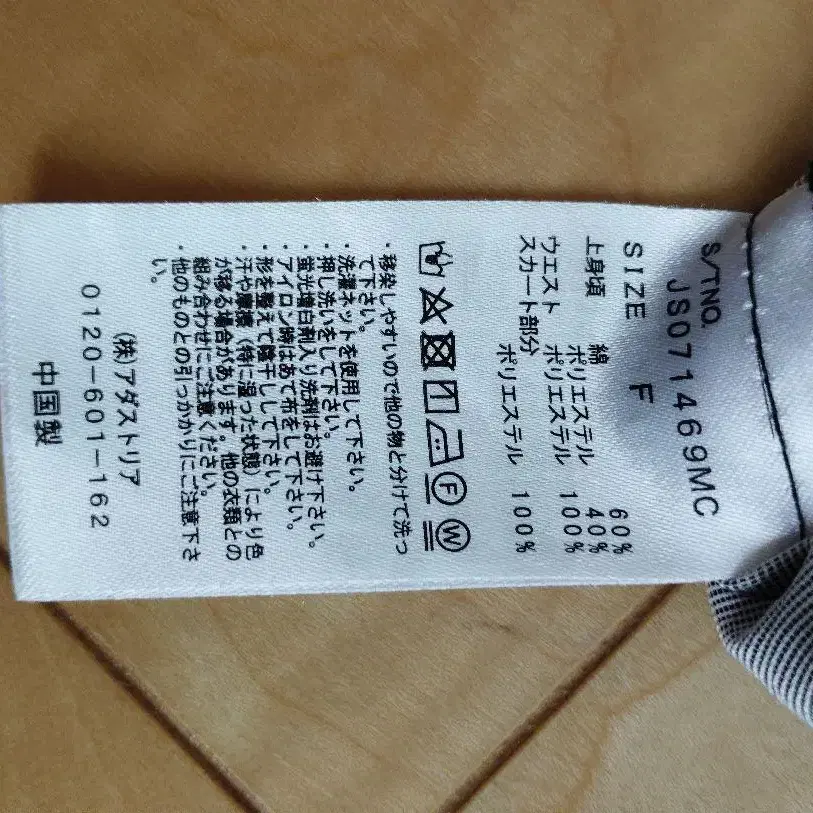 S/TNO.
JS071469MC
SIZE F
上身頃 綿 60%
ポリエステル 40%
ウエスト ポリエステル 100%
スカート部分
ポリエステル 100%
F W
・移染しやすいので他の物と分けて洗っ
て下さい。
・洗濯ネットを使用して下さい。
・押し洗いをして下さい。
・蛍光増白剤入り洗剤はお避け下さい。
・アイロン時はあて布をして下さい。
・形を整えて陰干しして下さい。
・汗や摩擦(特に湿った状態)により色
が移る場合があります。他の衣類との
組み合わせにご注意ください。
・他のものとの引っかかりにご注意下さ
い。
(株)アダストリア
0120-601-162
中国製